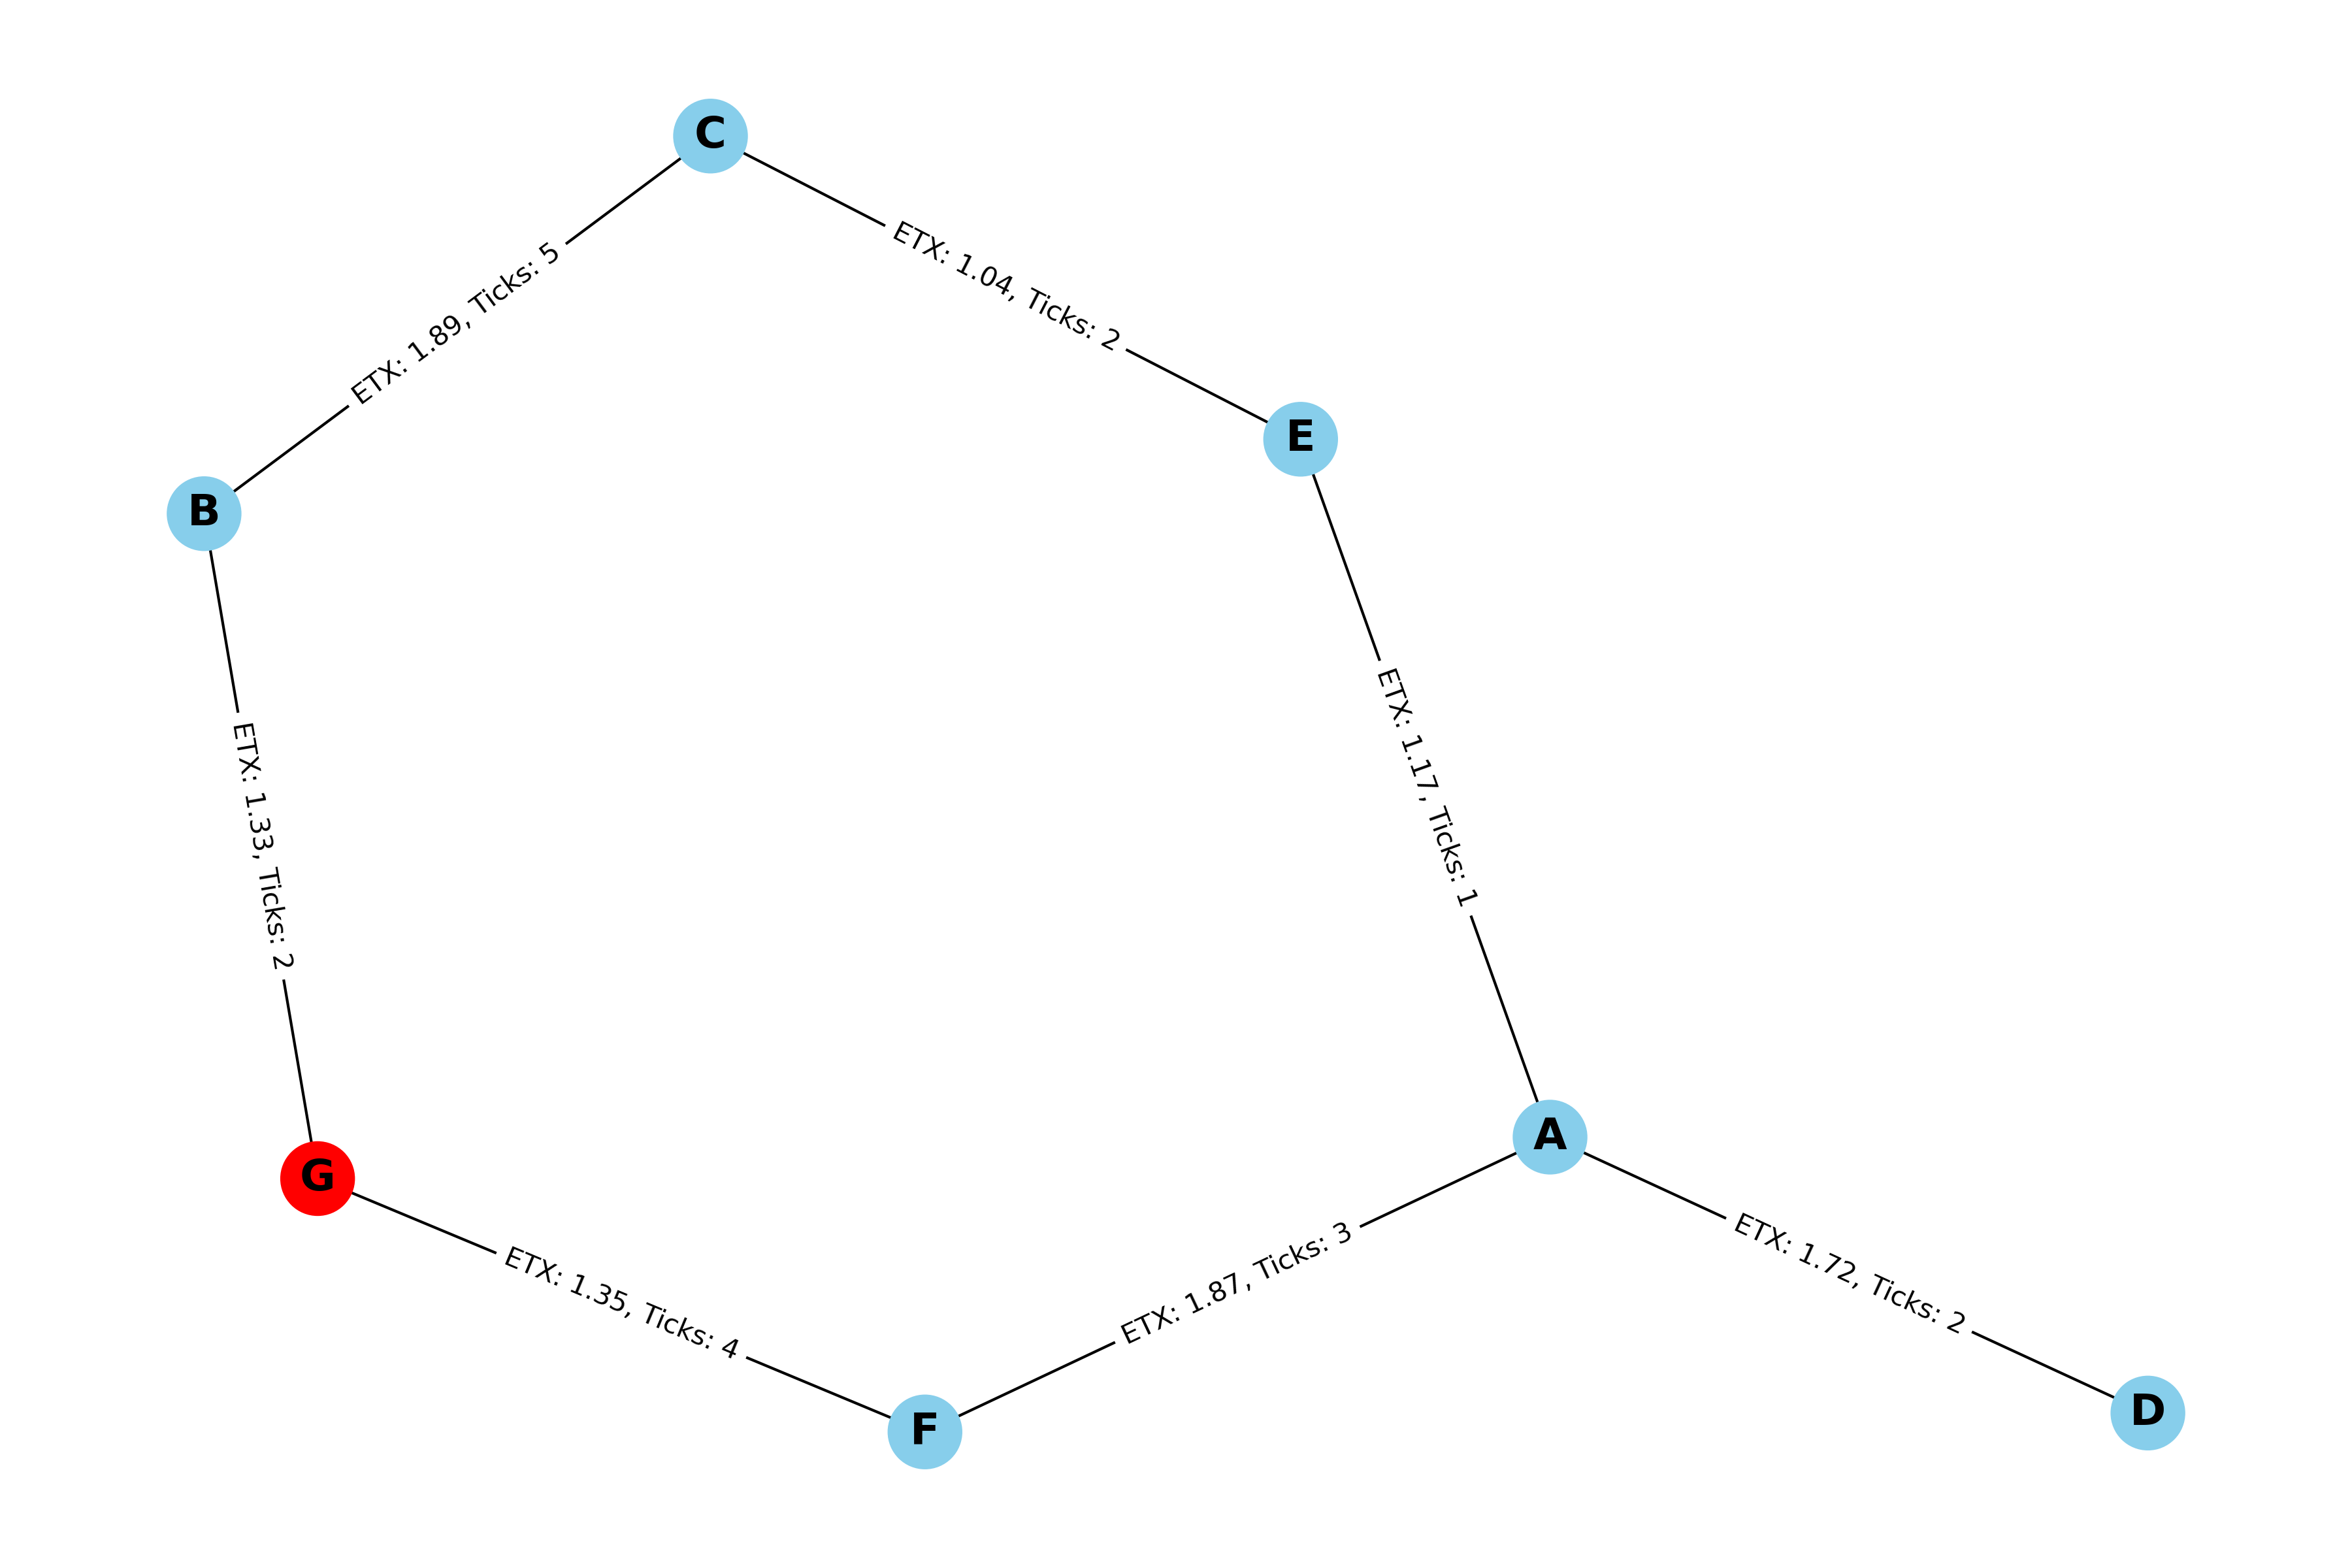 C
ETX: 1.89, Ticks: 5
ETX: 1.04, Ticks: 2
E
B
ETX: 1.33, Ticks: 2
ETX: 1.17, Ticks: 1
A
G
ETX: 1.35, Ticks: 4
ETX: 1.87, Ticks: 3
ETX: 1.72, Ticks: 2
D
F